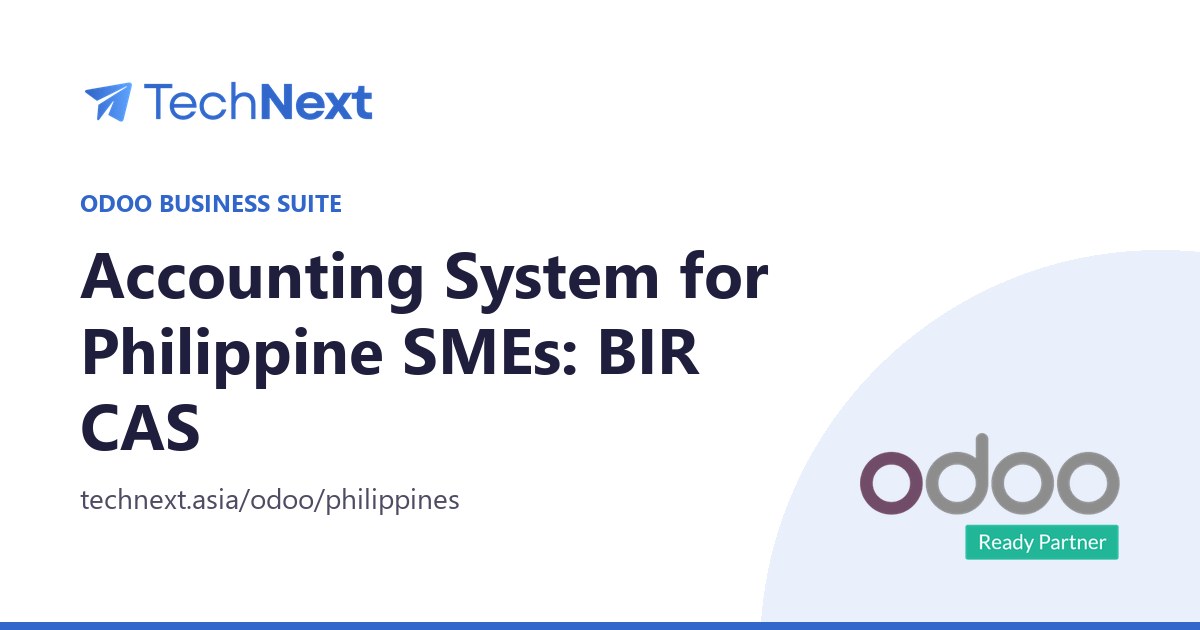 TechNext
ODOO BUSINESS SUITE
Accounting System for
Philippine SMEs: BIR
CAS
technext.asia/odoo/philippines
odoo
Ready Partner